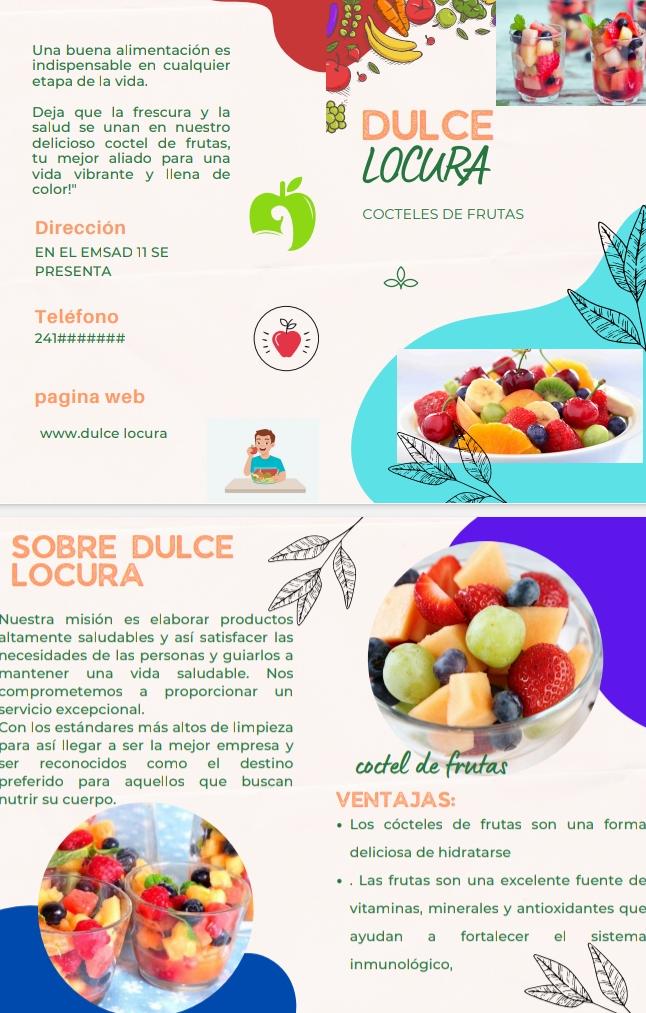 Una buena alimentación es
indispensable en cualquier
etapa de la vida.
Deja que la frescura y la
salud se unan en nuestro
delicioso coctel de frutas,
tu mejor aliado para una
vida vibrante y llena de
color!"
Dirección
EN EL EMSAD 11 SE
PRESENTA
Teléfono
241#######
pagina web
www.dulce locura
DULCE
LOCURA
COCTELES DE FRUTAS
SOBRE DULCE
LOCURA
Nuestra misión es elaborar productos
altamente saludables y así satisfacer las
necesidades de las personas y guiarlos a
mantener una vida saludable. Nos
comprometemos a proporcionar un
servicio excepcional.
Con los estándares más altos de limpieza
para así llegar a ser la mejor empresa y
ser reconocidos como el destino
preferido para aquellos que buscan
nutrir su cuerpo.
coctel de frutas
VENTAJAS:
• Los cócteles de frutas son una forma
deliciosa de hidratarse
• . Las frutas son una excelente fuente de
vitaminas, minerales y antioxidantes que
ayudan a fortalecer el sistema
inmunológico,